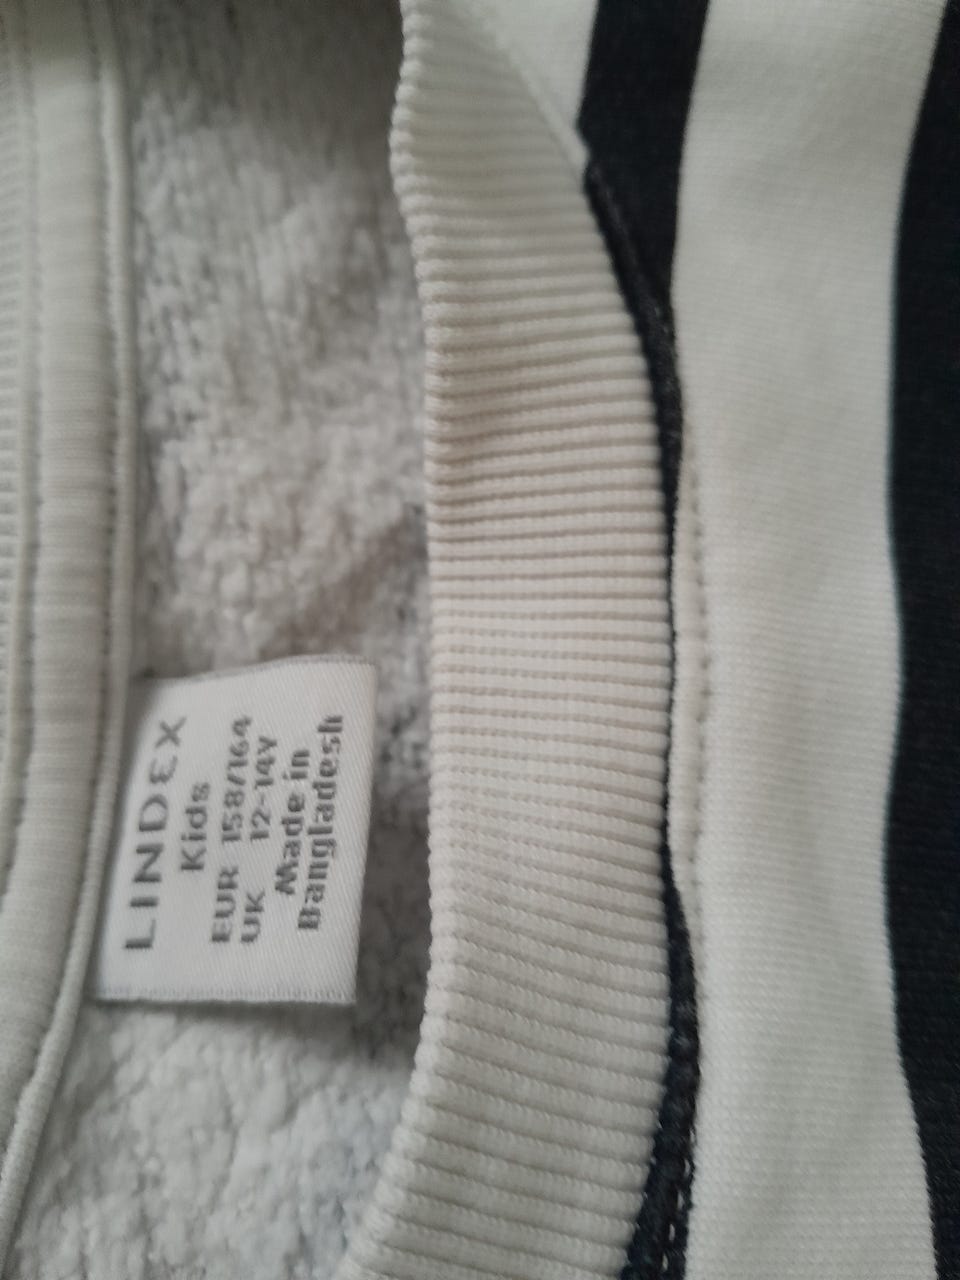 LINDEX
Kids
EUR 158/164
UK 12-14Y
Made in
Bangladesh